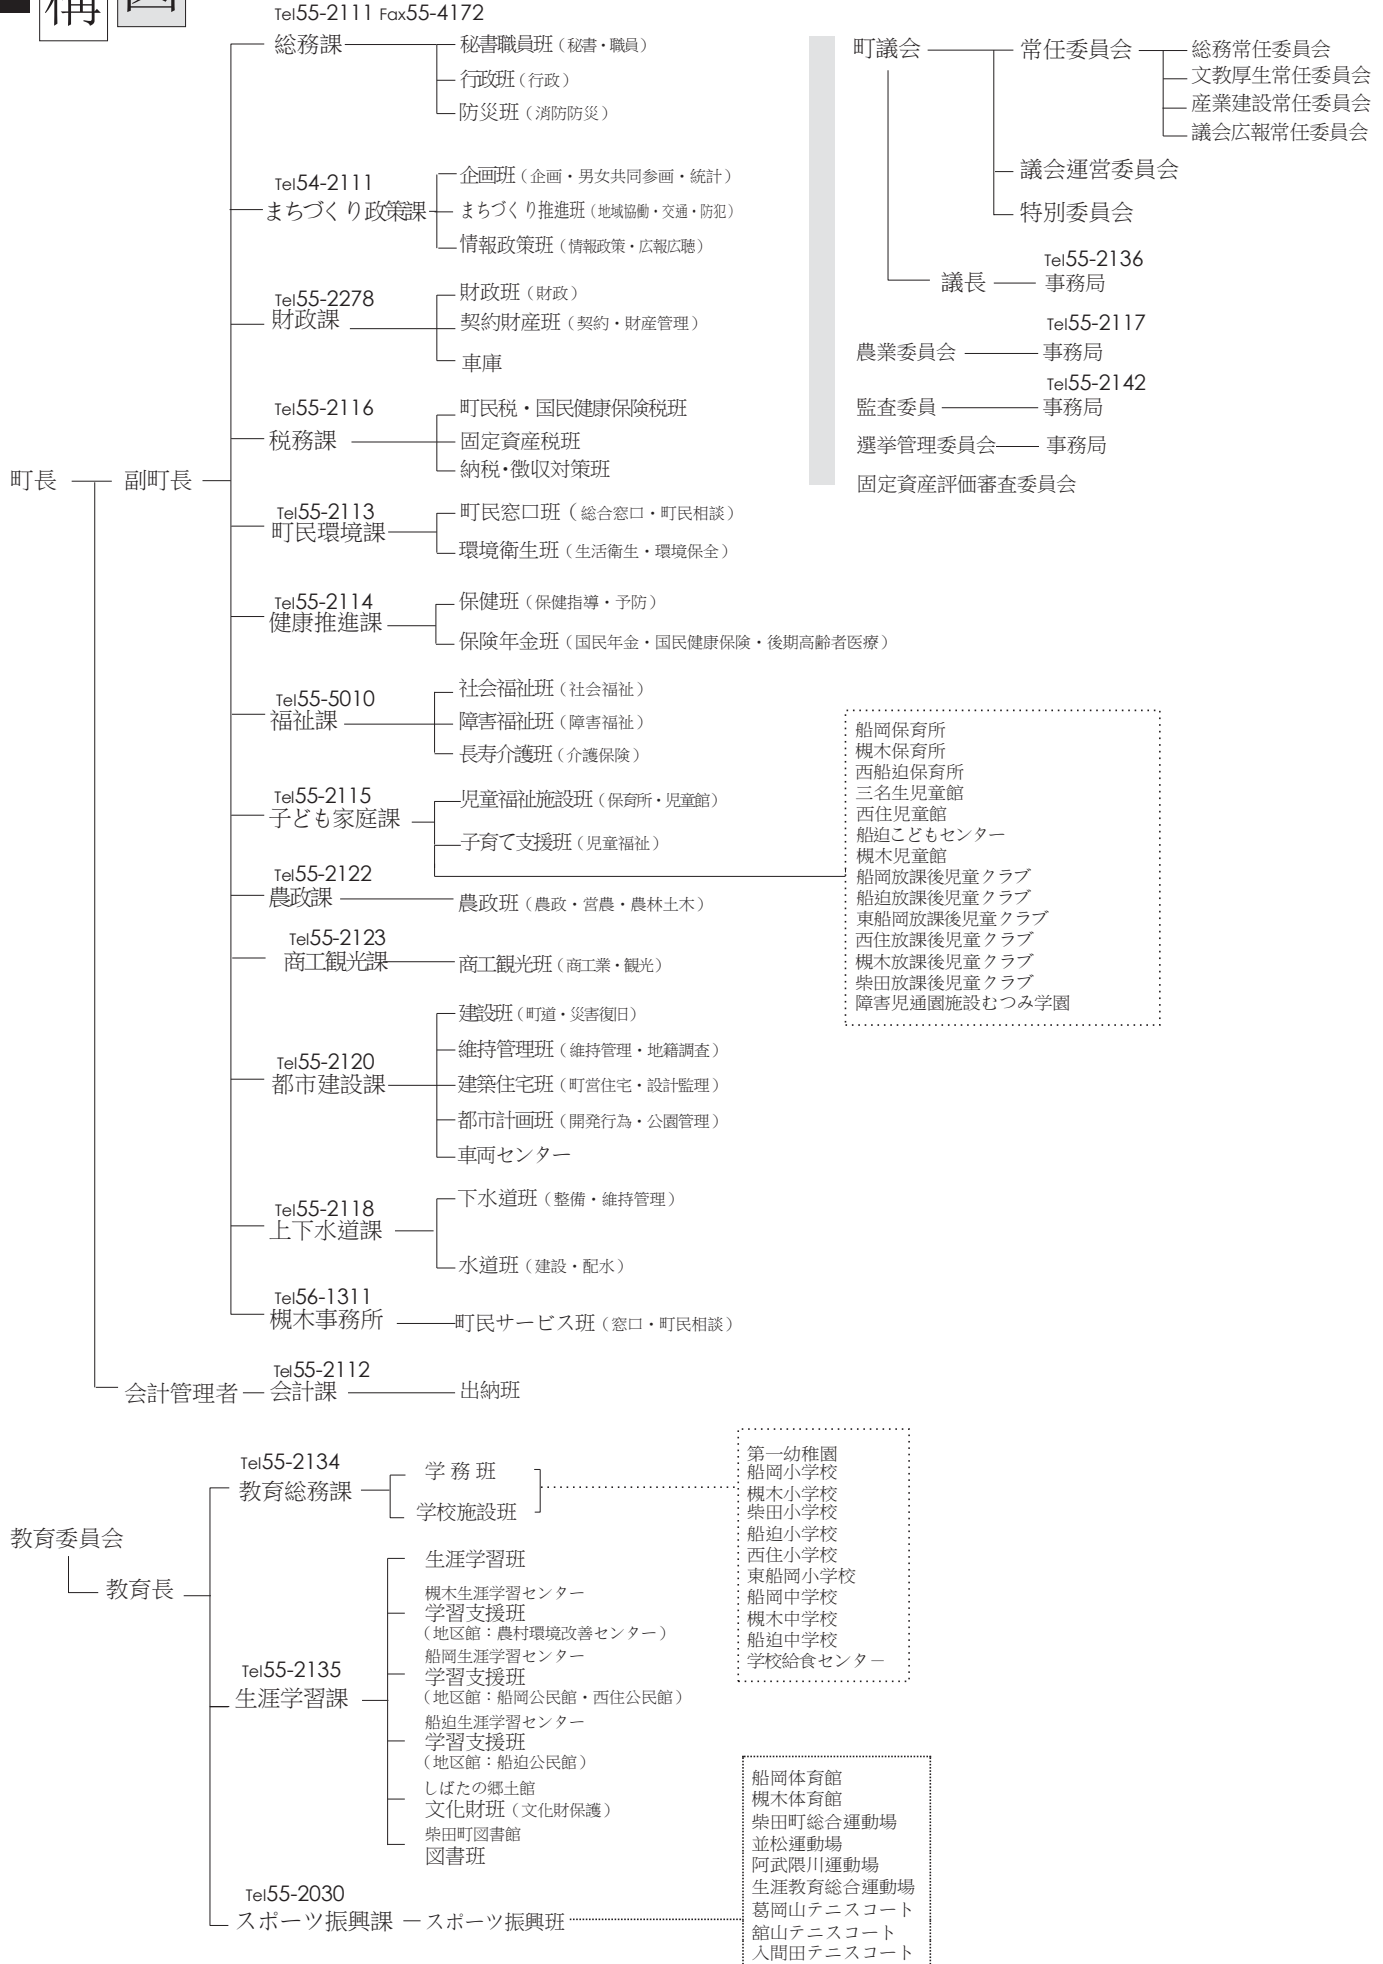 構図
Tel55-2111 Fax55-4172
総務課
秘書職員班（秘書・職員）
行政班（行政）
防災班（消防防災）
Tel54-2111
まちづくり政策課
企画班（企画・男女共同参画・統計）
まちづくり推進班（地域協働・交通・防犯）
情報政策班（情報政策・広報広聴）
Tel55-2278
財政課
財政班（財政）
契約財産班（契約・財産管理）
車庫
Tel55-2116
税務課
町民税・国民健康保険税班
固定資産税班
納税・徴収対策班
町長
副町長
Tel55-2113
町民環境課
町民窓口班（総合窓口・町民相談）
環境衛生班（生活衛生・環境保全）
Tel55-2114
健康推進課
保健班（保健指導・予防）
保険年金班（国民年金・国民健康保険・後期高齢者医療）
Tel55-5010
福祉課
社会福祉班（社会福祉）
障害福祉班（障害福祉）
長寿介護班（介護保険）
Tel55-2115
子ども家庭課
児童福祉施設班（保育所・児童館）
子育て支援班（児童福祉）
Tel55-2122
農政課
農政班（農政・営農・農林土木）
Tel55-2123
商工観光課
商工観光班（商工業・観光）
Tel55-2120
都市建設課
建設班（町道・災害復旧）
維持管理班（維持管理・地籍調査）
建築住宅班（町営住宅・設計監理）
都市計画班（開発行為・公園管理）
車両センター
Tel55-2118
上下水道課
下水道班（整備・維持管理）
水道班（建設・配水）
Tel56-1311
槻木事務所
町民サービス班（窓口・町民相談）
会計管理者
Tel55-2112
会計課
出納班
町議会
常任委員会
総務常任委員会
文教厚生常任委員会
産業建設常任委員会
議会広報常任委員会
議会運営委員会
特別委員会
議長
Tel55-2136
事務局
Tel55-2117
農業委員会
事務局
Tel55-2142
監査委員
事務局
選挙管理委員会
事務局
固定資産評価審査委員会
船岡保育所
槻木保育所
西船迫保育所
三名生児童館
西住児童館
船迫こどもセンター
槻木児童館
船岡放課後児童クラブ
船迫放課後児童クラブ
東船岡放課後児童クラブ
西住放課後児童クラブ
槻木放課後児童クラブ
柴田放課後児童クラブ
障害児通園施設むつみ学園
教育委員会
教育長
Tel55-2134
教育総務課
学務班
学校施設班
第一幼稚園
船岡小学校
槻木小学校
柴田小学校
船迫小学校
西住小学校
東船岡小学校
船岡中学校
槻木中学校
船迫中学校
学校給食センター
Tel55-2135
生涯学習課
生涯学習班
槻木生涯学習センター
学習支援班
（地区館：農村環境改善センター）
船岡生涯学習センター
学習支援班
（地区館：船岡公民館・西住公民館）
船迫生涯学習センター
学習支援班
（地区館：船迫公民館）
しばたの郷土館
文化財班（文化財保護）
柴田町図書館
図書班
Tel55-2030
スポーツ振興課
スポーツ振興班
船岡体育館
槻木体育館
柴田町総合運動場
並松運動場
阿武隈川運動場
生涯教育総合運動場
葛岡山テニスコート
舘山テニスコート
入間田テニスコート